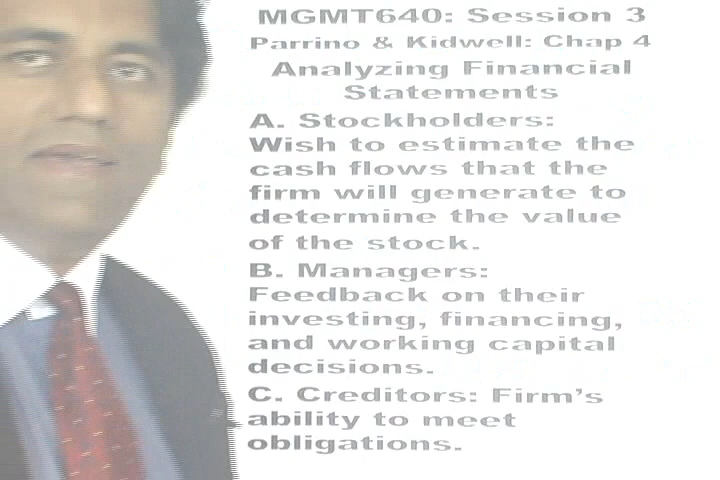 MGMT640: Session 3
Parrino & Kidwell: Chap 4
Analyzing Financial
Statements
A. Stockholders:
Wish to estimate the
cash flows that the
firm will generate to
determine the value
of the stock.
B. Managers:
Feedback on their
investing, financing,
and working capital
decisions.
C. Creditors: Firm's
ability to meet
obligations.